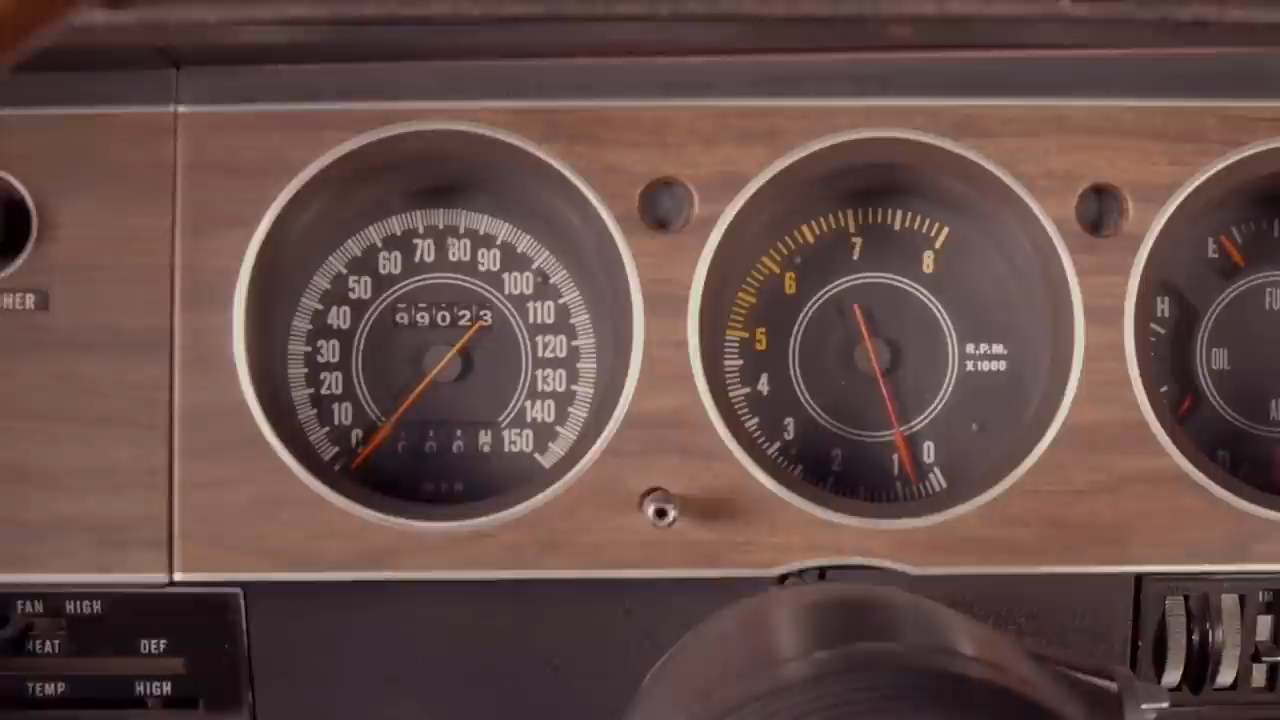 70 80
60 90
50 100
40 110
99023
30 120
20 130
10 140
0 150
7
6 8
5
4
3
2
1 0
R.P.M.
X1000
E
H
OIL
HER
FAN HIGH
HEAT DEF
TEMP HIGH